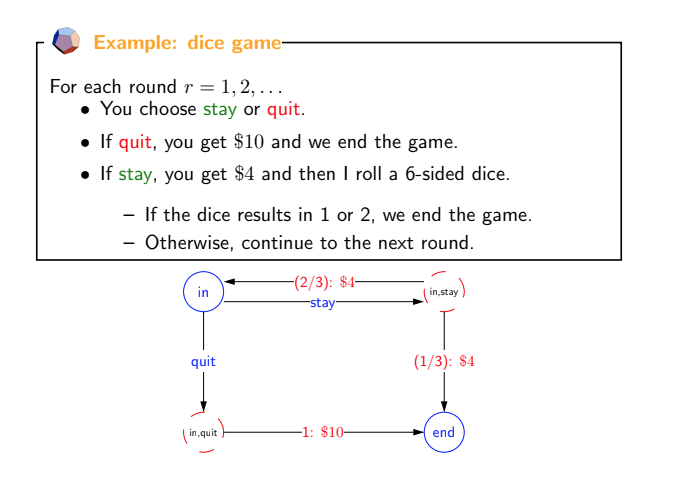 Example: dice game
For each round r = 1, 2, . . .
• You choose stay or quit.
• If quit, you get $10 and we end the game.
• If stay, you get $4 and then I roll a 6-sided dice.
– If the dice results in 1 or 2, we end the game.
– Otherwise, continue to the next round.
(2/3): $4
in
in,stay
stay
quit
(1/3): $4
in,quit
1: $10
end